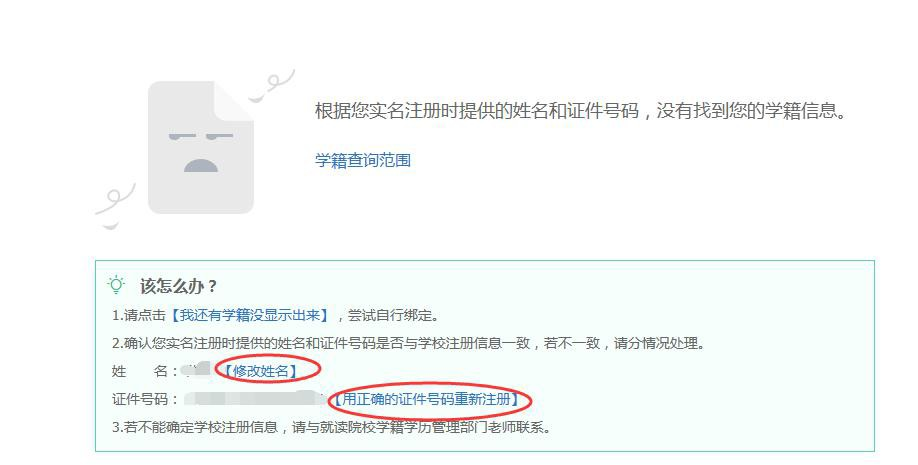 根据您实名注册时提供的姓名和证件号码，没有找到您的学籍信息。
学籍查询范围
该怎么办？
1.请点击【我还有学籍没显示出来】，尝试自行绑定。
2.确认您实名注册时提供的姓名和证件号码是否与学校注册信息一致，若不一致，请分情况处理。
姓 名：【修改姓名】
证件号码：【用正确的证件号码重新注册】
3.若不能确定学校注册信息，请与就读院校学籍学历管理部门老师联系。